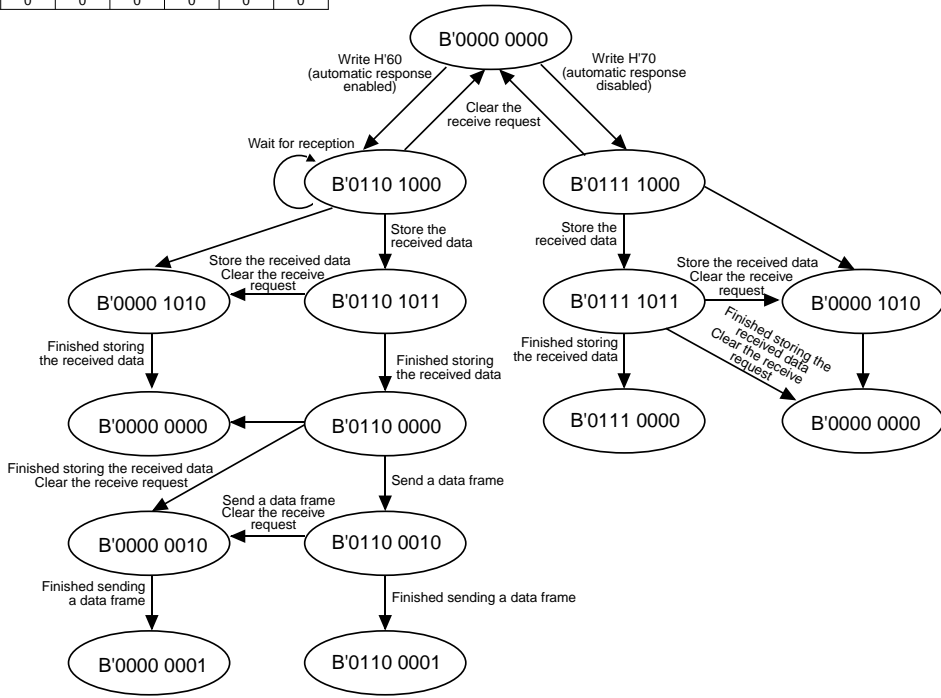 0 0 0 0 0 0
B'0000 0000
Write H'60
(automatic response
enabled)
Write H'70
(automatic response
disabled)
Clear the
receive request
Wait for reception
B'0110 1000
B'0111 1000
Store the
received data
Store the
received data
Store the received data
Clear the receive
request
Store the received data
Clear the receive
request
B'0000 1010
B'0110 1011
B'0111 1011
B'0000 1010
Finished storing
the received data
Finished storing
the received data
Finished storing
the received data
Finished storing the
received data
Clear the receive
request
B'0000 0000
B'0110 0000
B'0111 0000
B'0000 0000
Finished storing the received data
Clear the receive request
Send a data frame
Send a data frame
Clear the receive
request
B'0000 0010
B'0110 0010
Finished sending
a data frame
Finished sending a data frame
B'0000 0001
B'0110 0001